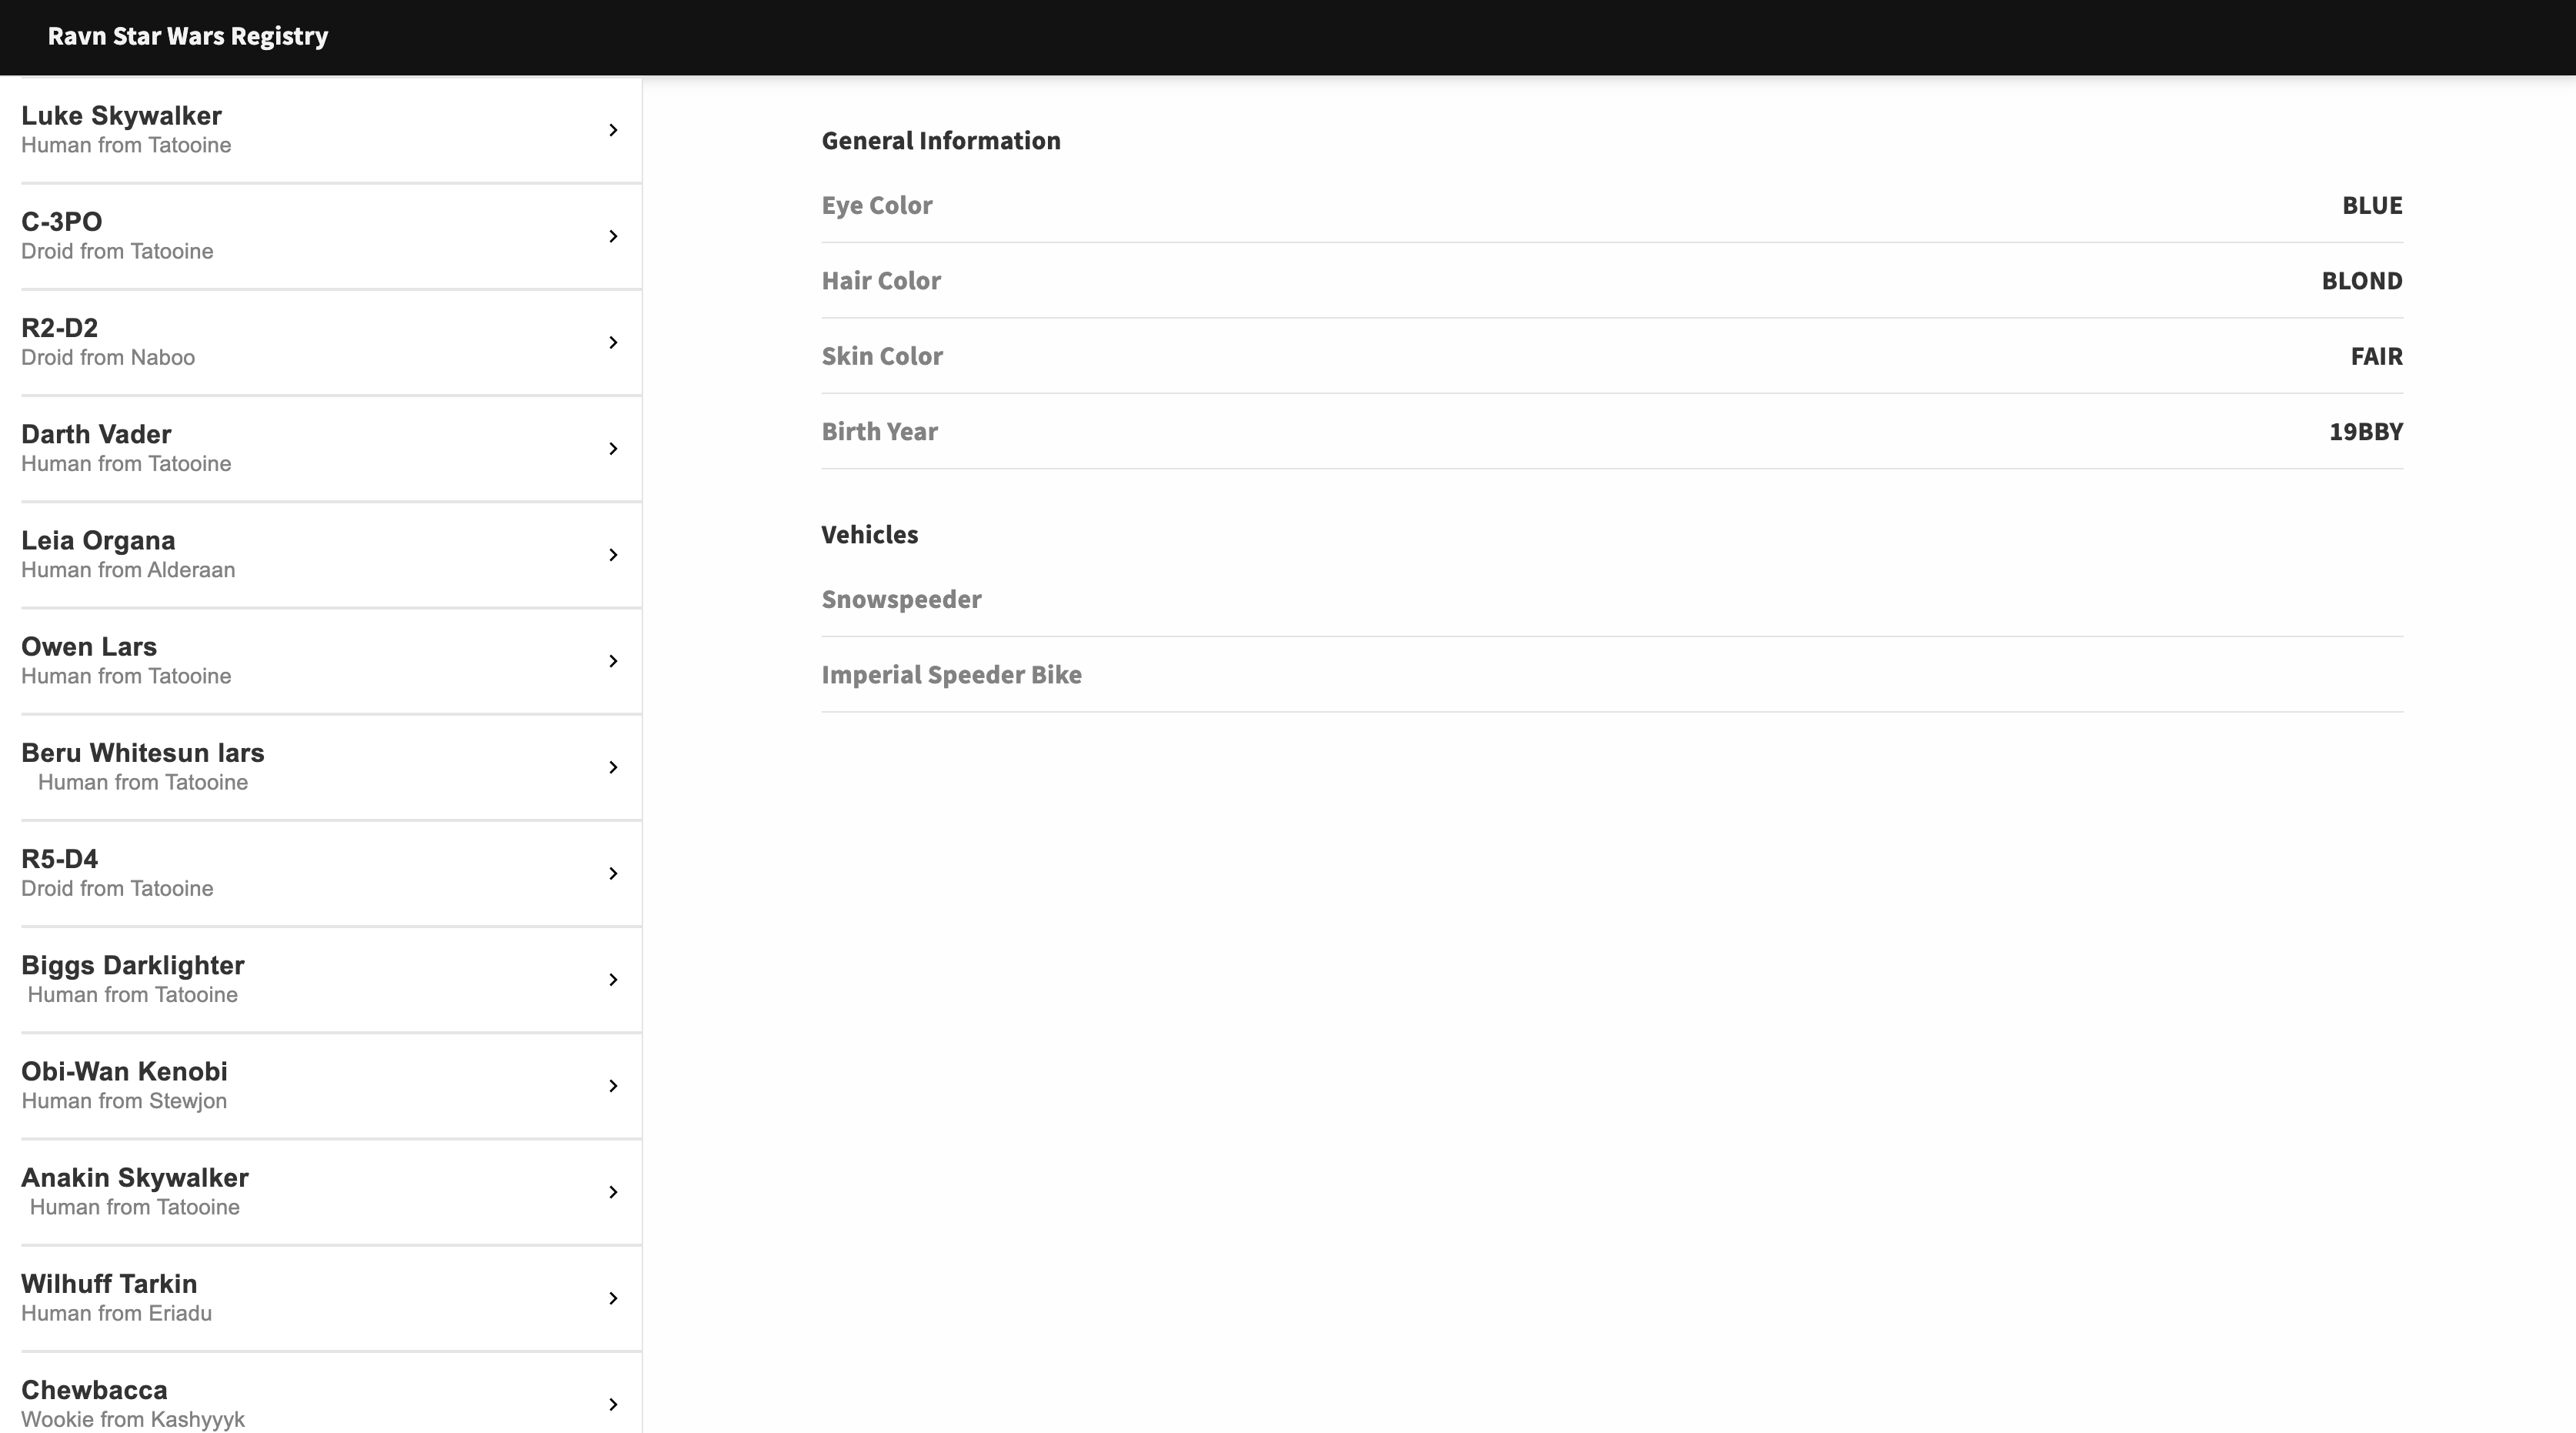 Ravn Star Wars Registry
Luke Skywalker
Human from Tatooine
C-3PO
Droid from Tatooine
R2-D2
Droid from Naboo
Darth Vader
Human from Tatooine
Leia Organa
Human from Alderaan
Owen Lars
Human from Tatooine
Beru Whitesun lars
Human from Tatooine
R5-D4
Droid from Tatooine
Biggs Darklighter
Human from Tatooine
Obi-Wan Kenobi
Human from Stewjon
Anakin Skywalker
Human from Tatooine
Wilhuff Tarkin
Human from Eriadu
Chewbacca
Wookie from Kashyyyk
General Information
Eye Color BLUE
Hair Color BLOND
Skin Color FAIR
Birth Year 19BBY
Vehicles
Snowspeeder
Imperial Speeder Bike